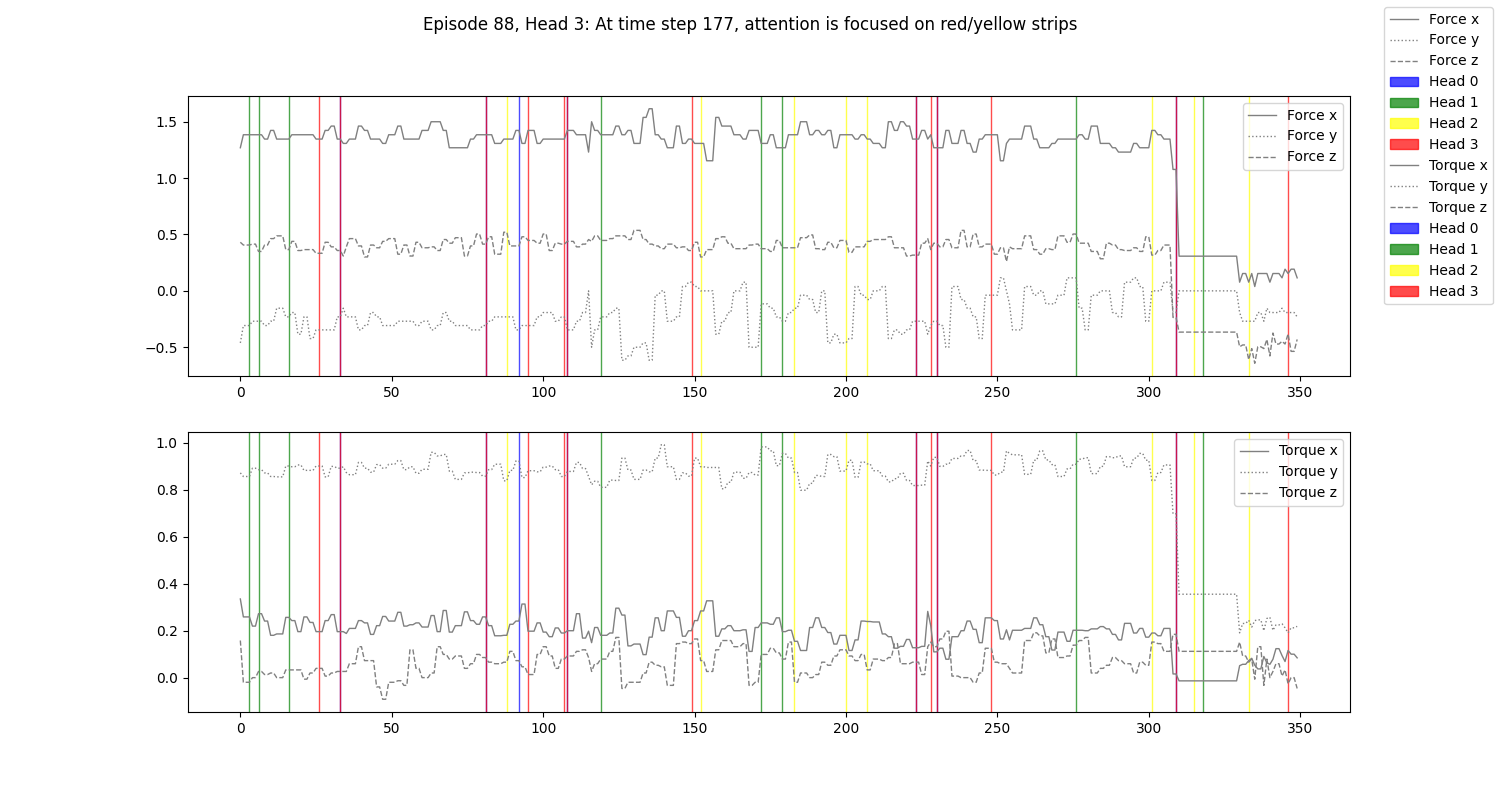 Episode 88, Head 3: At time step 177, attention is focused on red/yellow strips
Force x
Force y
Force z
Head 0
Head 1
Head 2
Head 3
Torque x
Torque y
Torque z
Head 0
Head 1
Head 2
Head 3
1.5
1.0
0.5
0.0
−0.5
Force x
Force y
Force z
0 50 100 150 200 250 300 350
1.0
0.8
0.6
0.4
0.2
0.0
Torque x
Torque y
Torque z
0 50 100 150 200 250 300 350